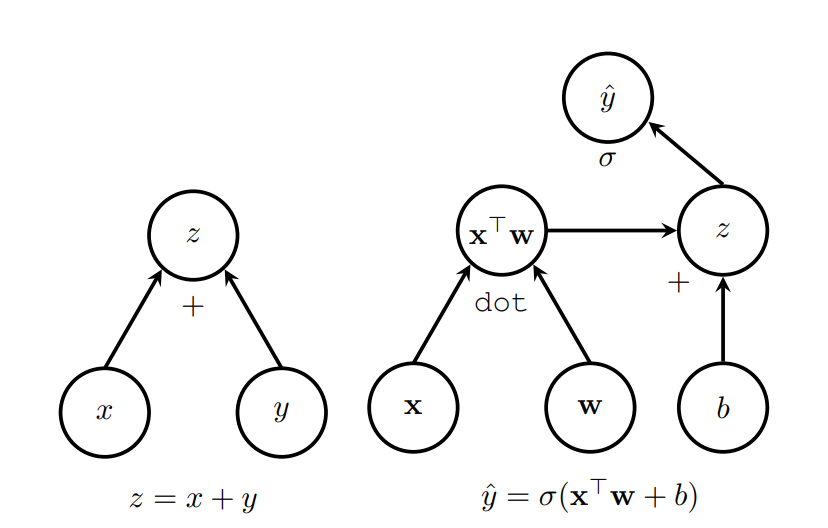 ŷ
σ
z
x⊤w
z
+
+
dot
x
y
x
w
b
z = x + y
ŷ = σ(x⊤w + b)